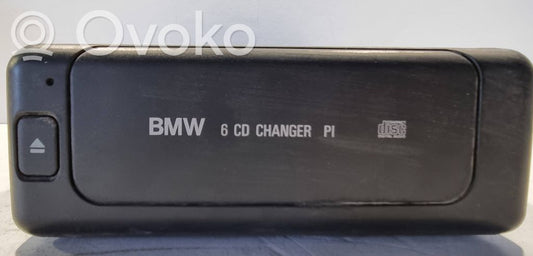 Ovoko
BMW 6 CD CHANGER PI disc